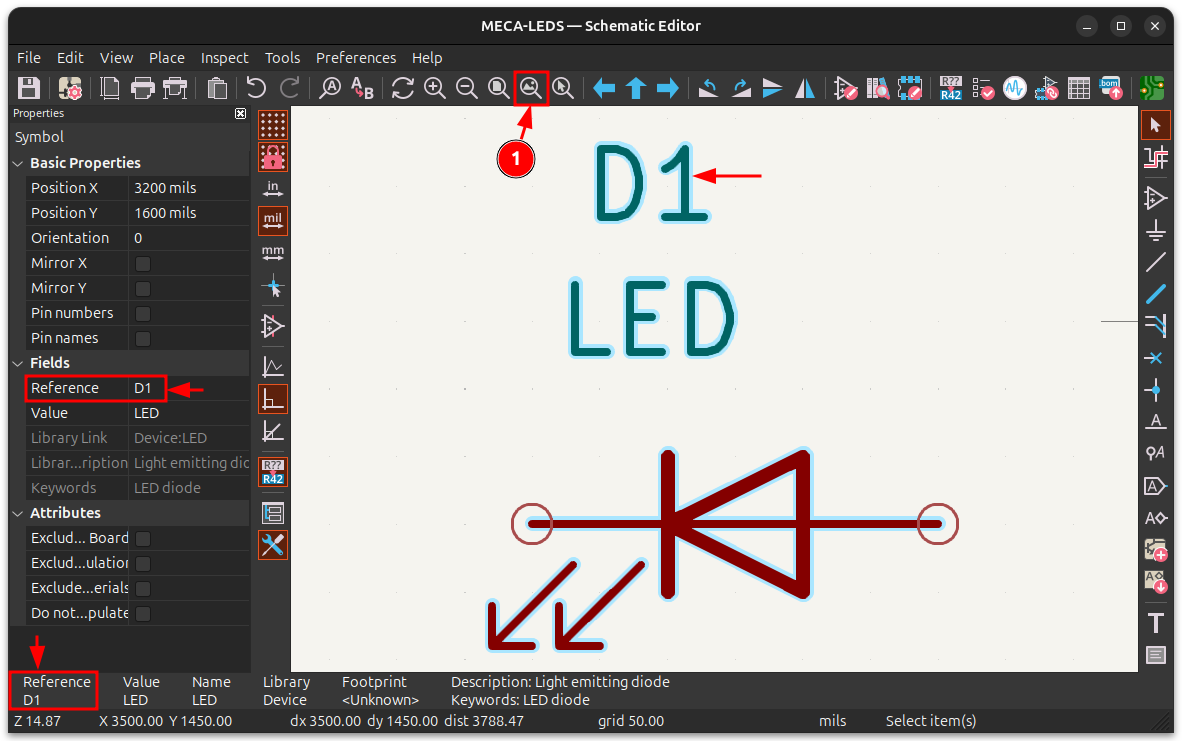 MECA-LEDS — Schematic Editor
File Edit View Place Inspect Tools Preferences Help
A A B R?? R42 bom
1
Properties
Symbol
Basic Properties
Position X 3200 mils
Position Y 1600 mils
Orientation 0
Mirror X
Mirror Y
Pin numbers
Pin names
Fields
Reference D1
Value LED
Library Link Device:LED
Librar...ription Light emitting dio
Keywords LED diode
Attributes
Exclud... Board
Exclud...ulation
Exclude...erials
Do not...pulate
in
mil
mm
R?? R42
D1
LED
A
A
A
A
A
T
Reference Value Name Library Footprint Description: Light emitting diode
D1 LED LED Device <Unknown> Keywords: LED diode
Z 14.87 X 3500.00 Y 1450.00 dx 3500.00 dy 1450.00 dist 3788.47 grid 50.00 mils Select item(s)